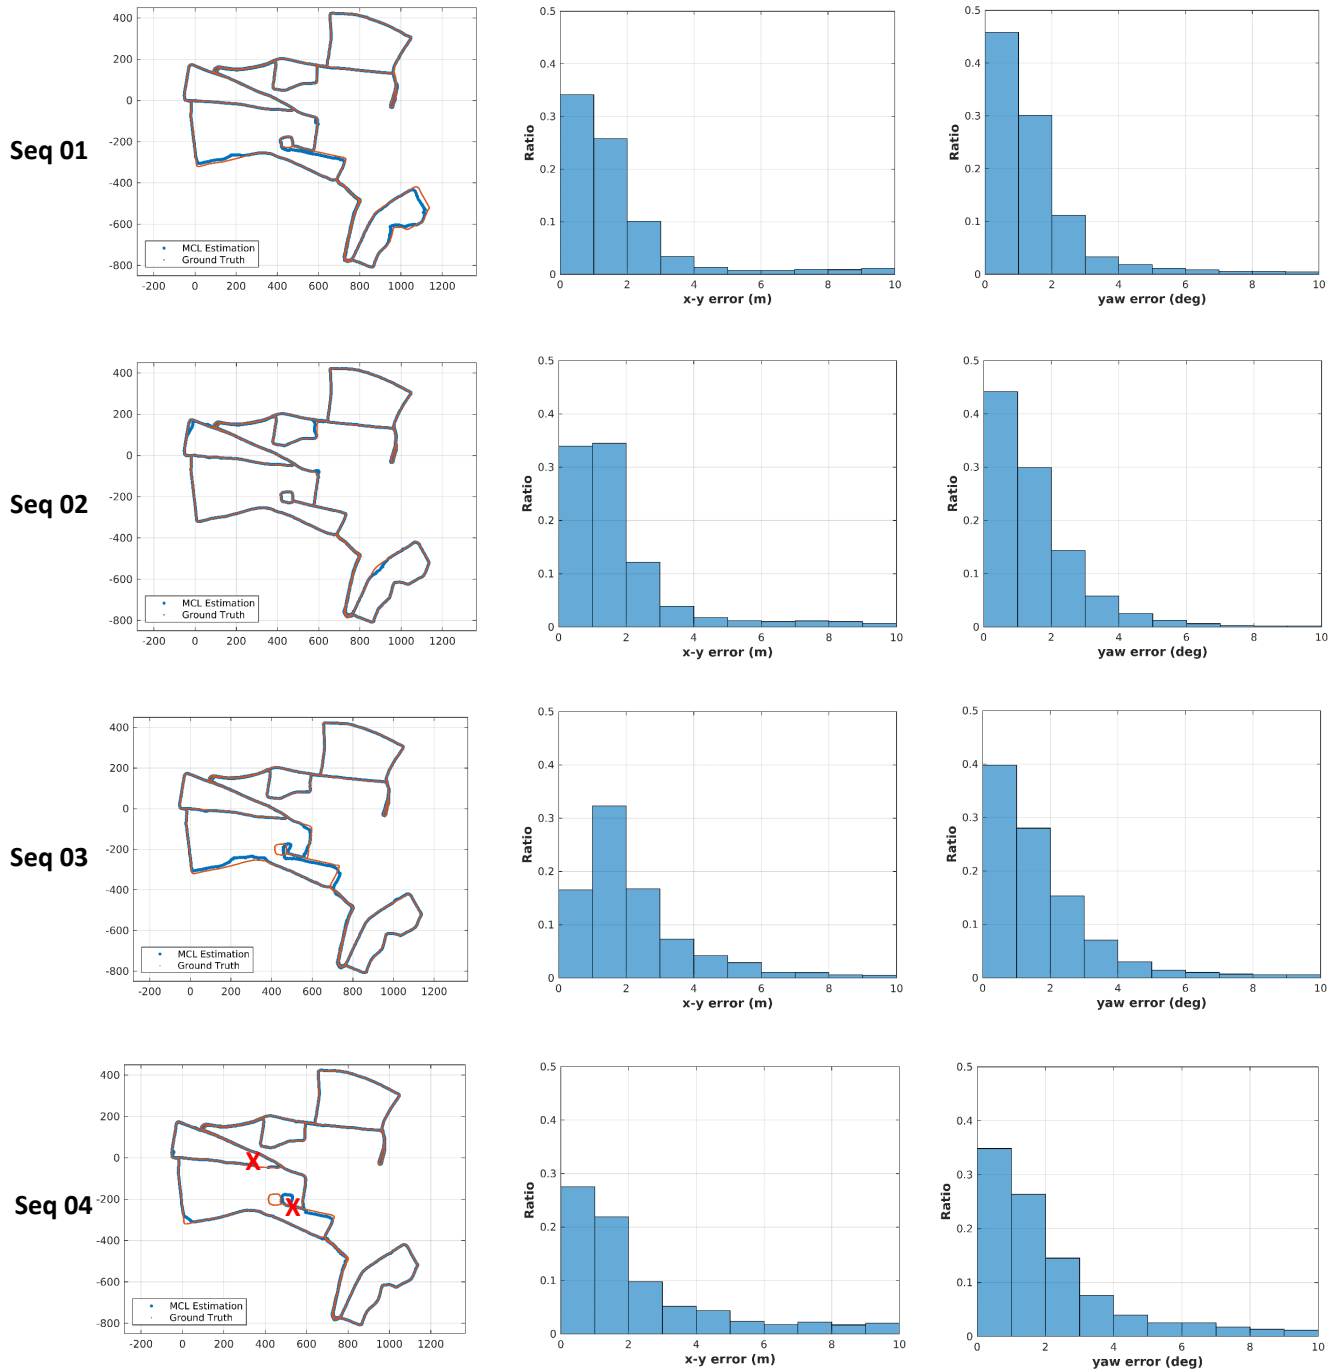 Seq 01
400
200
0
-200
-400
-600
-800
-200 0 200 400 600 800 1000 1200
MCL Estimation
Ground Truth
0.5
0.4
0.3
0.2
0.1
0
Ratio
0 2 4 6 8 10
x-y error (m)
0.5
0.4
0.3
0.2
0.1
0
Ratio
0 2 4 6 8 10
yaw error (deg)
Seq 02
400
200
0
-200
-400
-600
-800
-200 0 200 400 600 800 1000 1200
MCL Estimation
Ground Truth
0.5
0.4
0.3
0.2
0.1
0
Ratio
0 2 4 6 8 10
x-y error (m)
0.5
0.4
0.3
0.2
0.1
0
Ratio
0 2 4 6 8 10
yaw error (deg)
Seq 03
400
200
0
-200
-400
-600
-800
-200 0 200 400 600 800 1000 1200
MCL Estimation
Ground Truth
0.5
0.4
0.3
0.2
0.1
0
Ratio
0 2 4 6 8 10
x-y error (m)
0.5
0.4
0.3
0.2
0.1
0
Ratio
0 2 4 6 8 10
yaw error (deg)
Seq 04
400
200
0
-200
-400
-600
-800
-200 0 200 400 600 800 1000 1200
X
X
MCL Estimation
Ground Truth
0.5
0.4
0.3
0.2
0.1
0
Ratio
0 2 4 6 8 10
x-y error (m)
0.5
0.4
0.3
0.2
0.1
0
Ratio
0 2 4 6 8 10
yaw error (deg)